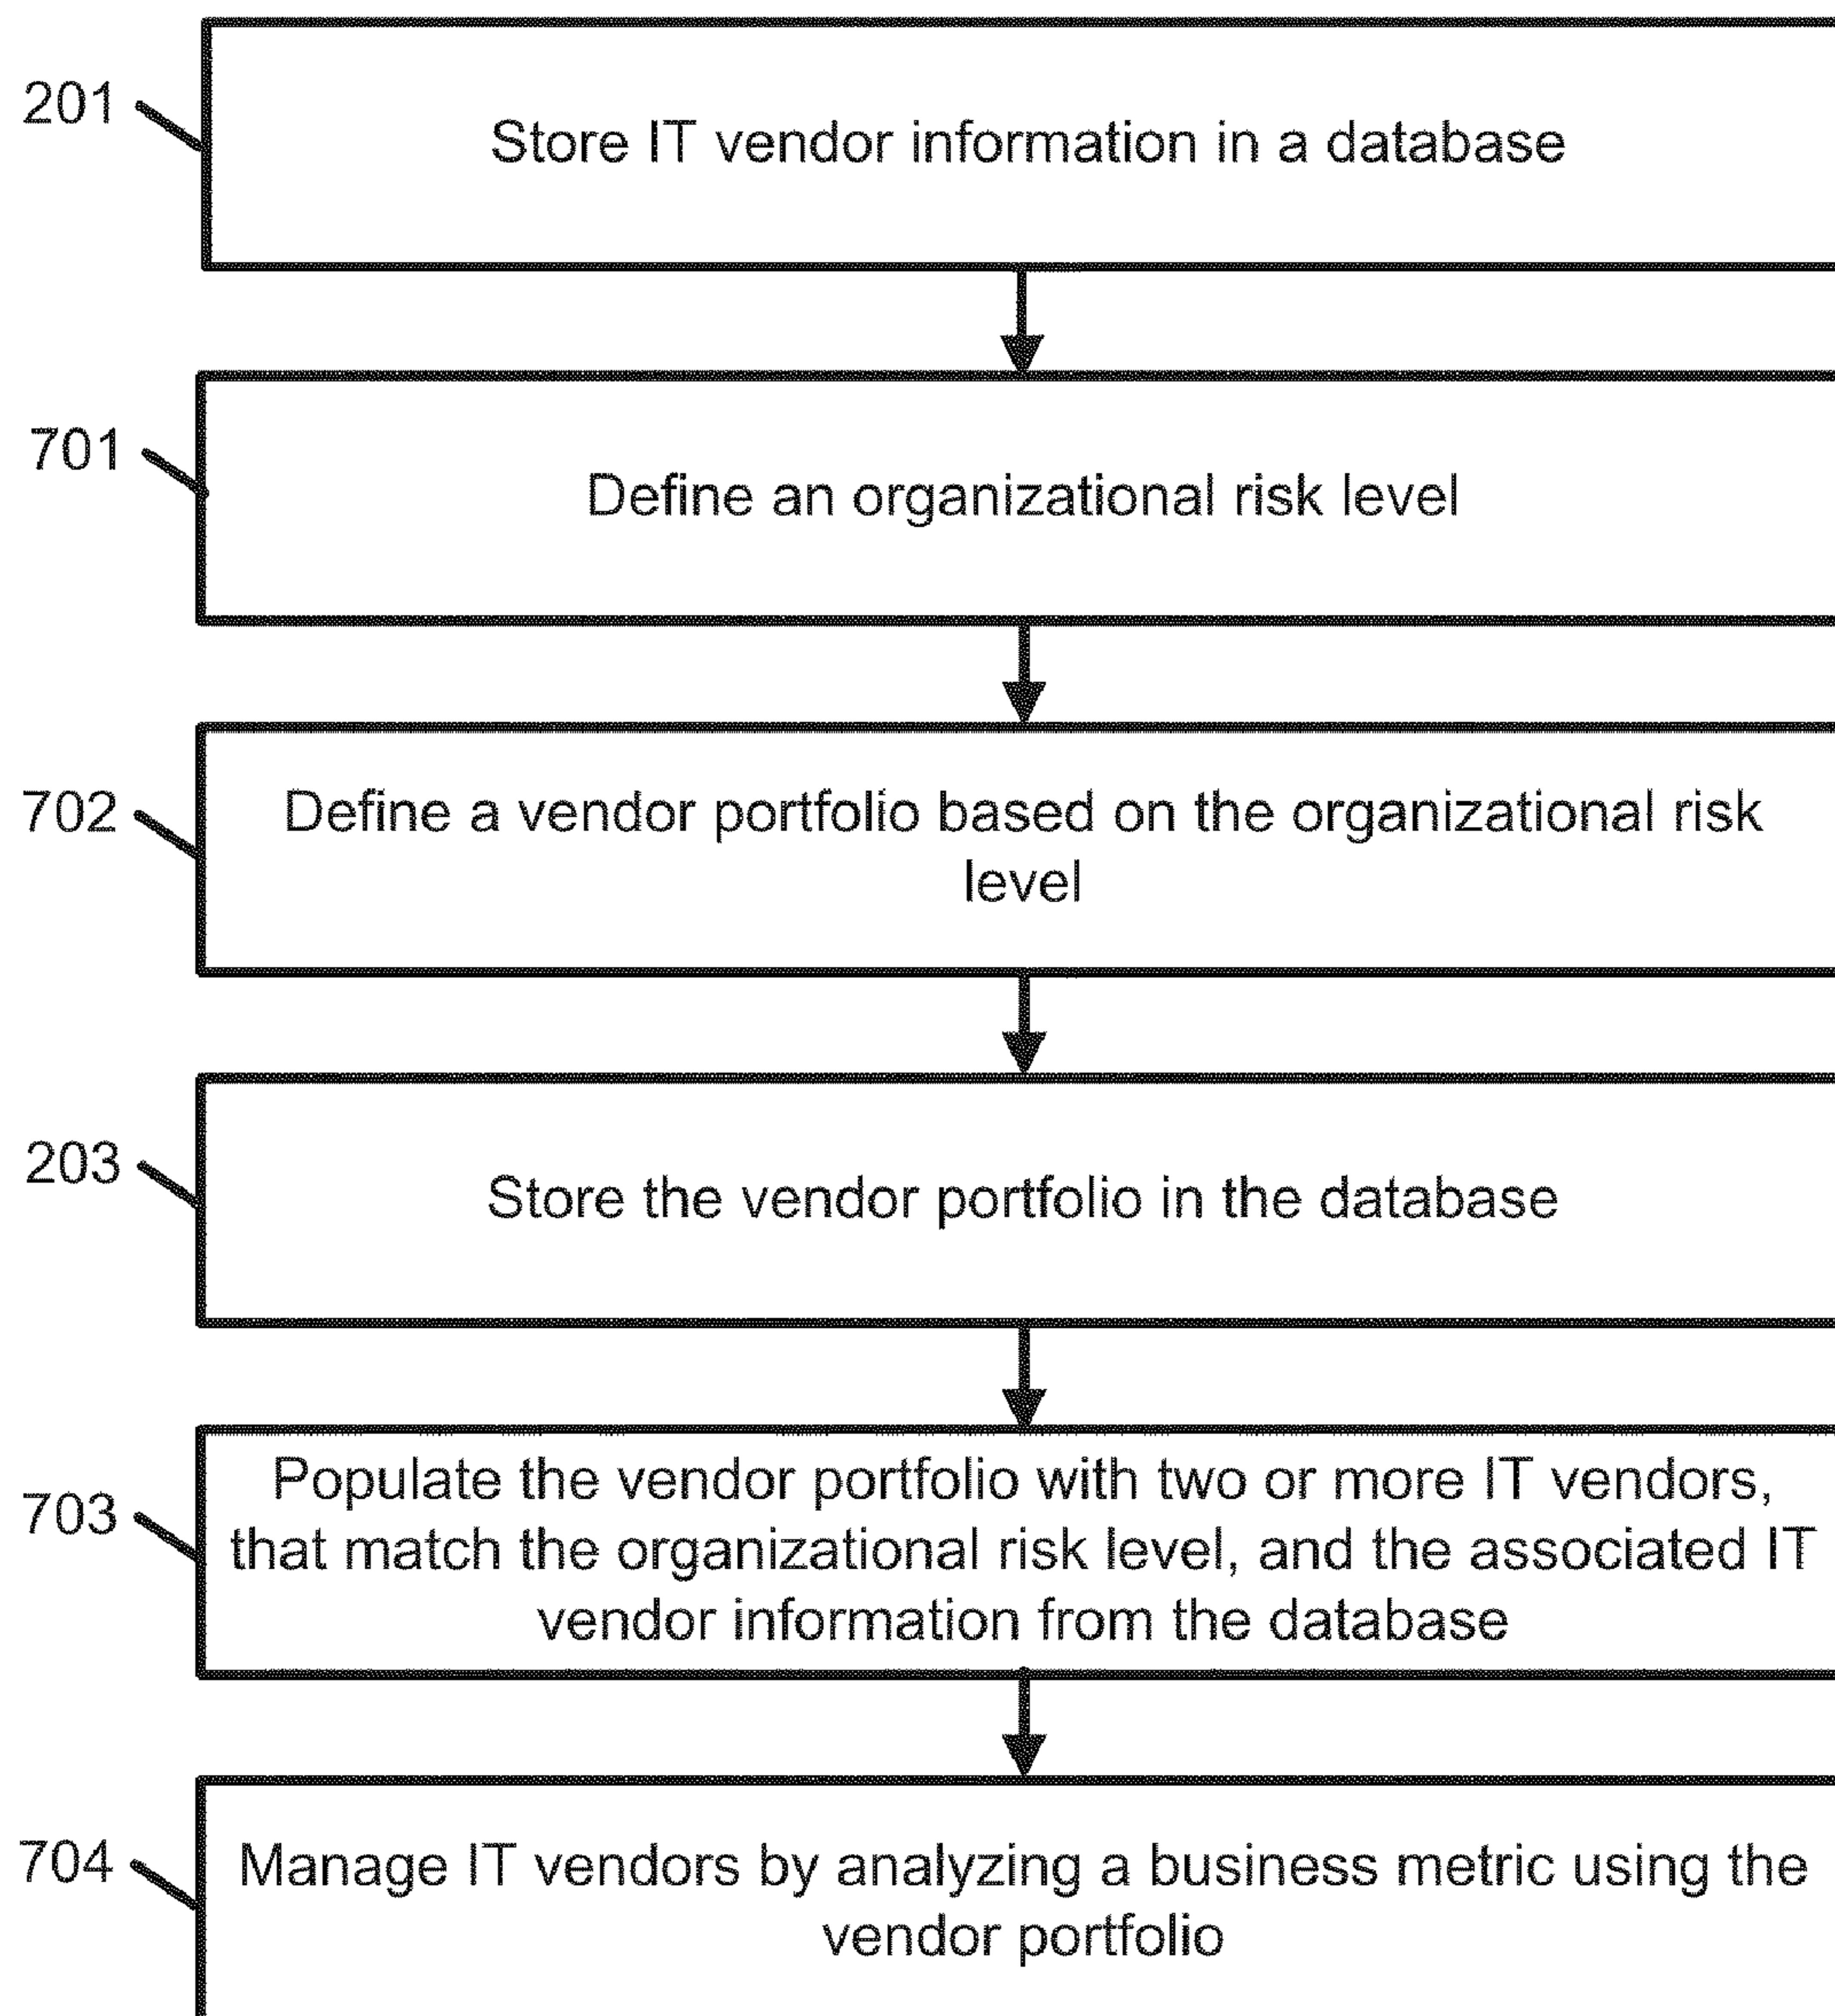 201
Store IT vendor information in a database
701
Define an organizational risk level
702
Define a vendor portfolio based on the organizational risk
level
203
Store the vendor portfolio in the database
703
Populate the vendor portfolio with two or more IT vendors,
that match the organizational risk level, and the associated IT
vendor information from the database
704
Manage IT vendors by analyzing a business metric using the
vendor portfolio